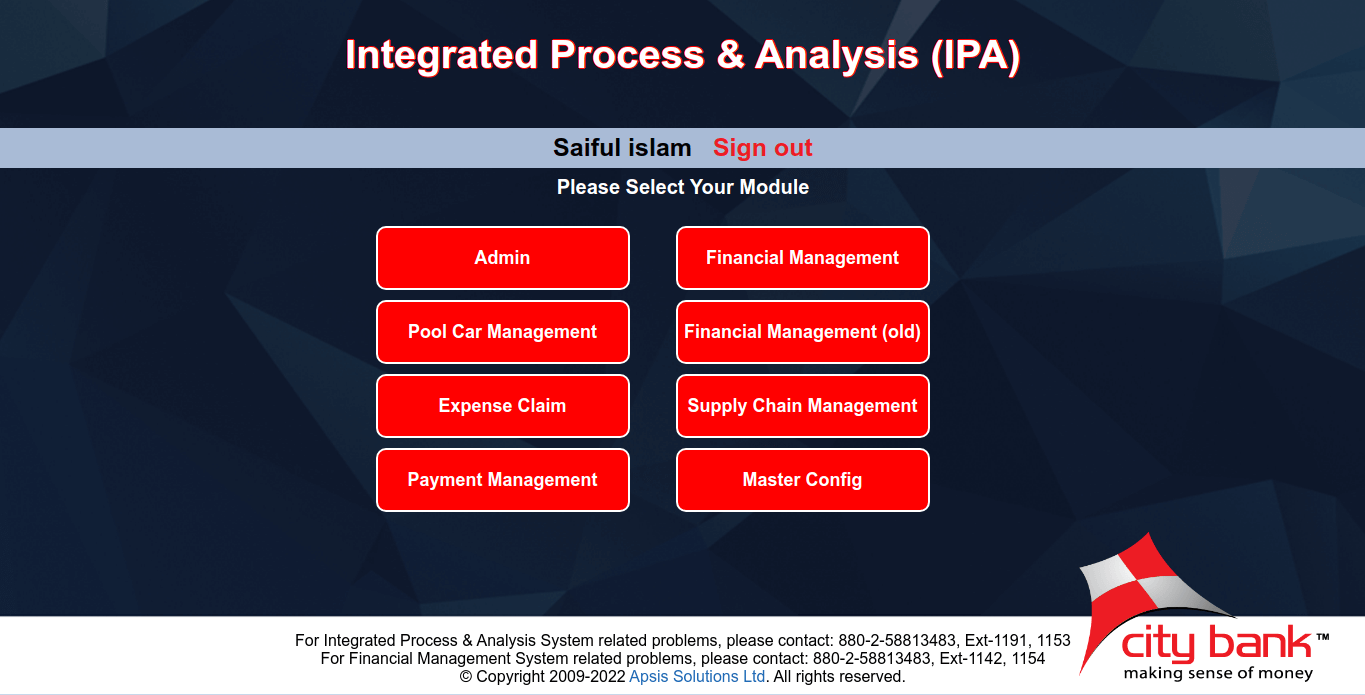 Integrated Process & Analysis (IPA)
Saiful islam Sign out
Please Select Your Module
Admin
Financial Management
Pool Car Management
Financial Management (old)
Expense Claim
Supply Chain Management
Payment Management
Master Config
For Integrated Process & Analysis System related problems, please contact: 880-2-58813483, Ext-1191, 1153
For Financial Management System related problems, please contact: 880-2-58813483, Ext-1142, 1154
© Copyright 2009-2022 Apsis Solutions Ltd. All rights reserved.
city bank™
making sense of money